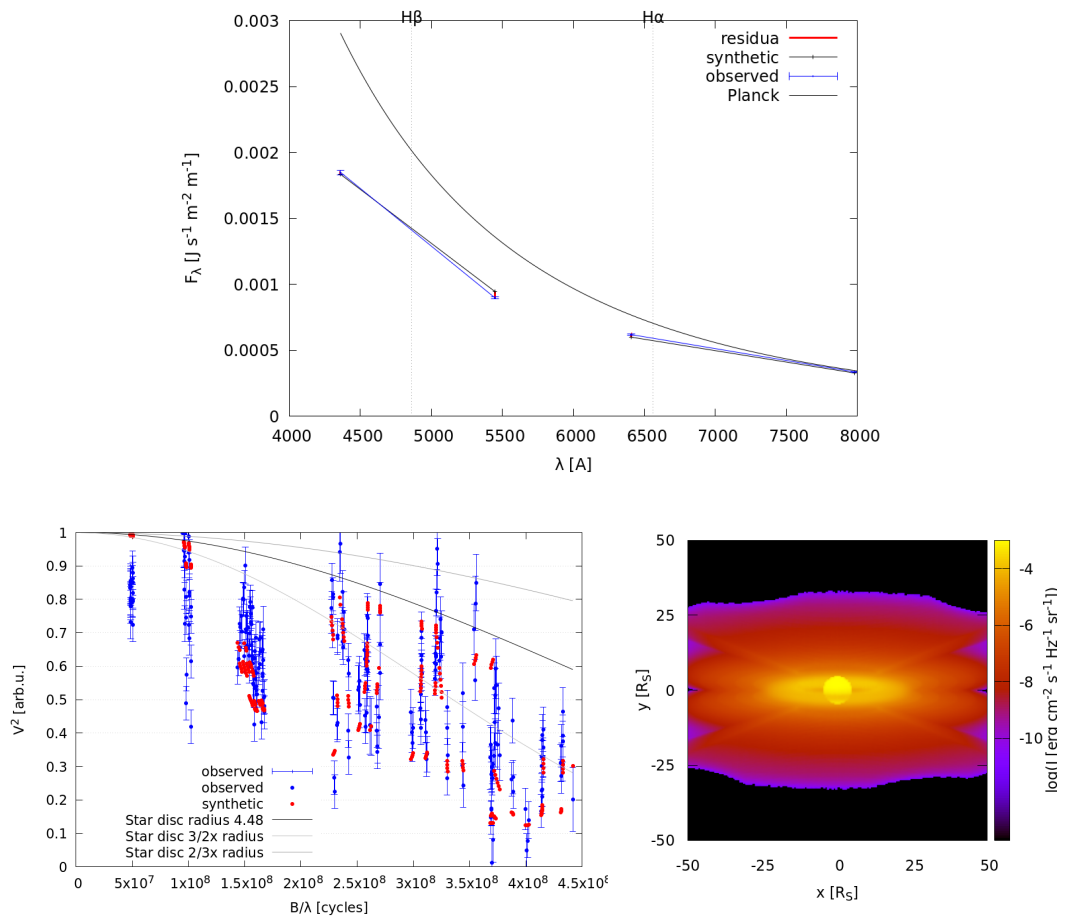 Hβ Hα
0.003
0.0025
0.002
0.0015
0.001
0.0005
0
residua
synthetic
observed
Planck
F_λ [J s⁻¹ m⁻² m⁻¹]
4000 4500 5000 5500 6000 6500 7000 7500 8000
λ [A]
1
0.9
0.8
0.7
0.6
0.5
0.4
0.3
0.2
0.1
0
V² [arb.u.]
observed
observed
synthetic
Star disc radius 4.48
Star disc 3/2x radius
Star disc 2/3x radius
0 5x10⁷ 1x10⁸ 1.5x10⁸ 2x10⁸ 2.5x10⁸ 3x10⁸ 3.5x10⁸ 4x10⁸ 4.5x10⁸
B/λ [cycles]
50
25
0
-25
-50
y [R_S]
-50 -25 0 25 50
x [R_S]
-4
-6
-8
-10
log(I [erg cm⁻² s⁻¹ Hz⁻¹ sr⁻¹])